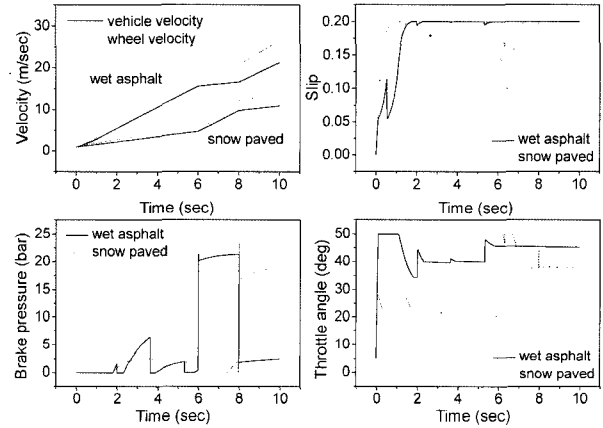 vehicle velocity
wheel velocity
wet asphalt
snow paved
Velocity (m/sec)
30
20
10
0
0 2 4 6 8 10
Time (sec)
Slip
0.20
0.15
0.10
0.05
0.00
wet asphalt
snow paved
0 2 4 6 8 10
Time (sec)
wet asphalt
snow paved
Brake pressure (bar)
25
20
15
10
5
0
0 2 4 6 8 10
Time (sec)
Throttle angle (deg)
50
40
30
20
10
0
wet asphalt
snow paved
0 2 4 6 8 10
Time (sec)